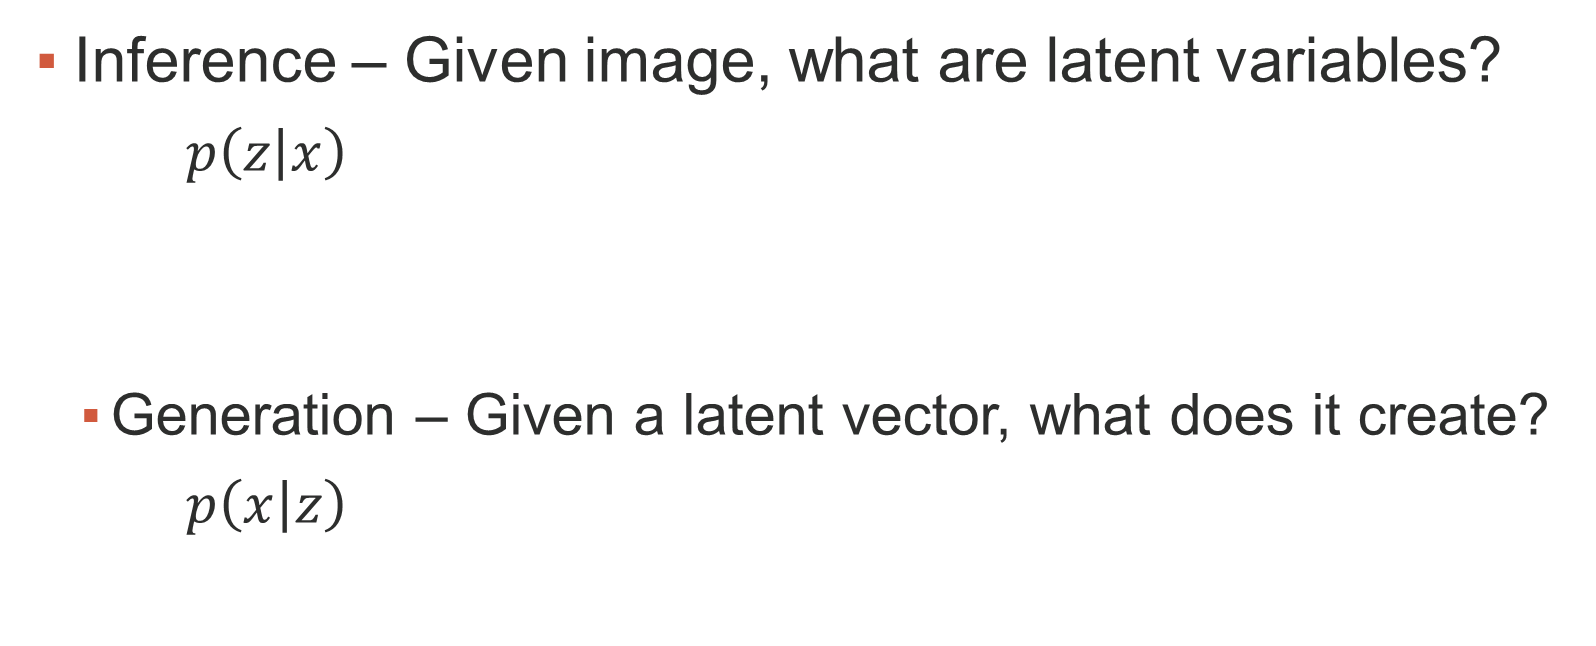 ▪ Inference – Given image, what are latent variables?
p(z|x)
▪ Generation – Given a latent vector, what does it create?
p(x|z)